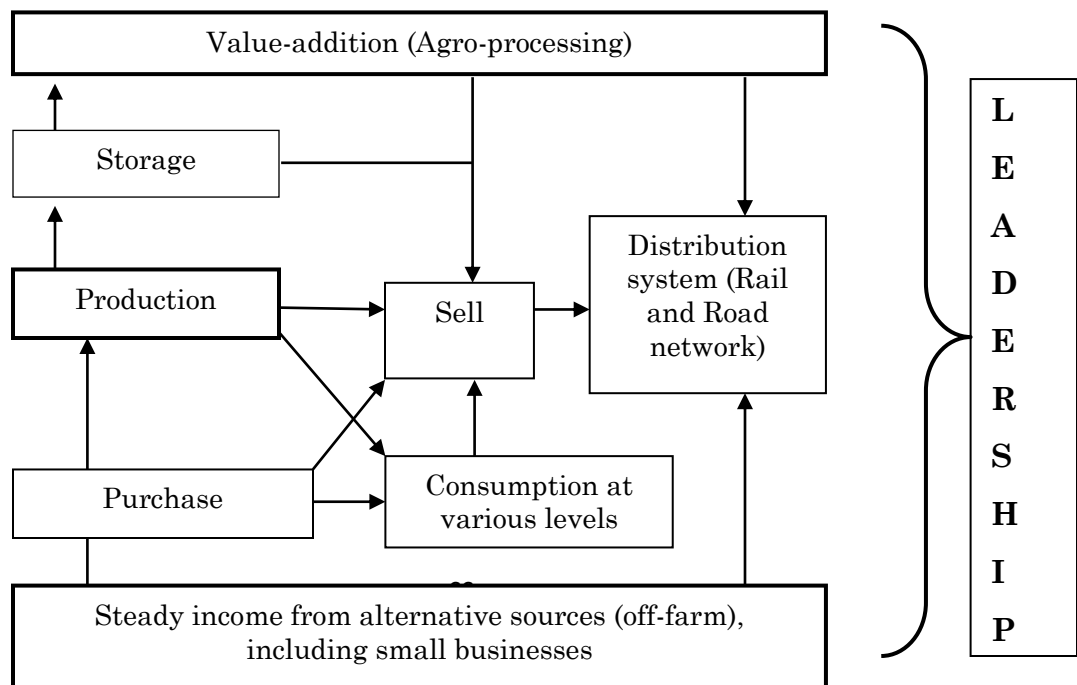 Value-addition (Agro-processing)
Storage
Production
Sell
Distribution
system (Rail
and Road
network)
Purchase
Consumption at
various levels
Steady income from alternative sources (off-farm),
including small businesses
L
E
A
D
E
R
S
H
I
P